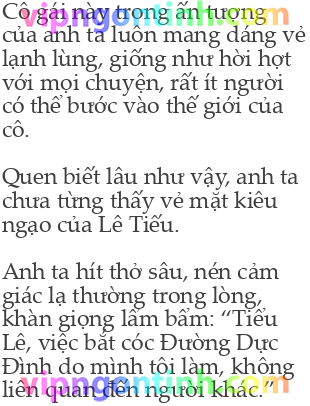 Cô gái này trong ấn tượng
của anh ta luôn mang dáng vẻ
lạnh lùng, giống như hời hợt
với mọi chuyện, rất ít người
có thể bước vào thế giới của
cô.
Quen biết lâu như vậy, anh ta
chưa từng thấy vẻ mặt kiêu
ngạo của Lê Tiếu.
Anh ta hít thở sâu, nén cảm
giác lạ thường trong lòng,
khàn giọng lẩm bẩm: “Tiểu
Lê, việc bắt cóc Đường Dực
Đình do mình tôi làm, không
liên quan đến người khác.”
vipngontinh.com
vipngontinh.com